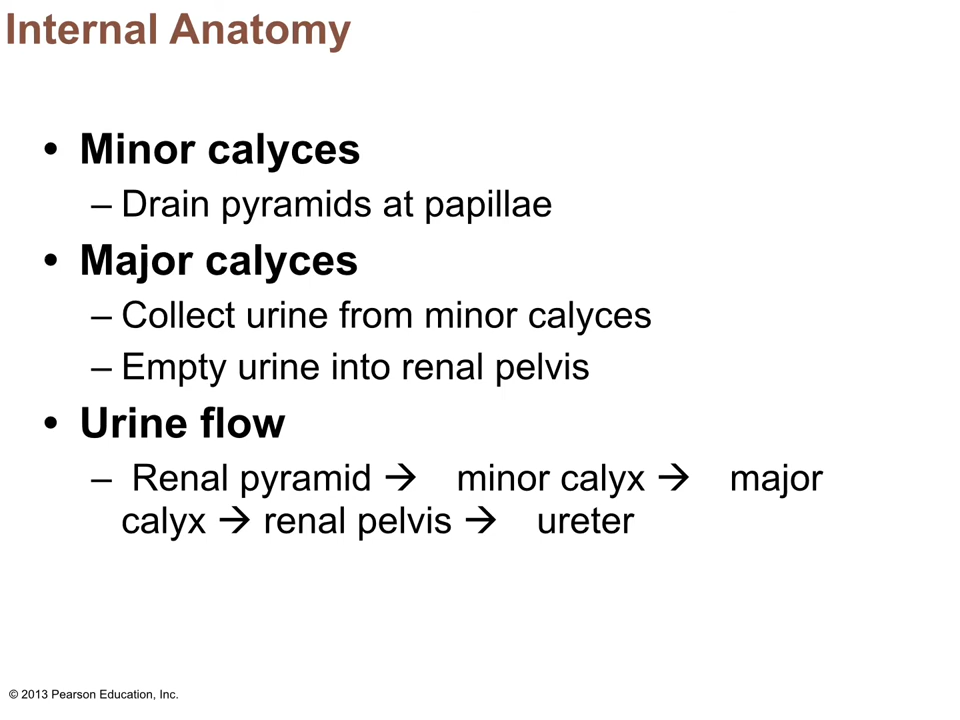 Internal Anatomy
• Minor calyces
– Drain pyramids at papillae
• Major calyces
– Collect urine from minor calyces
– Empty urine into renal pelvis
• Urine flow
– Renal pyramid → minor calyx → major
calyx → renal pelvis → ureter
© 2013 Pearson Education, Inc.